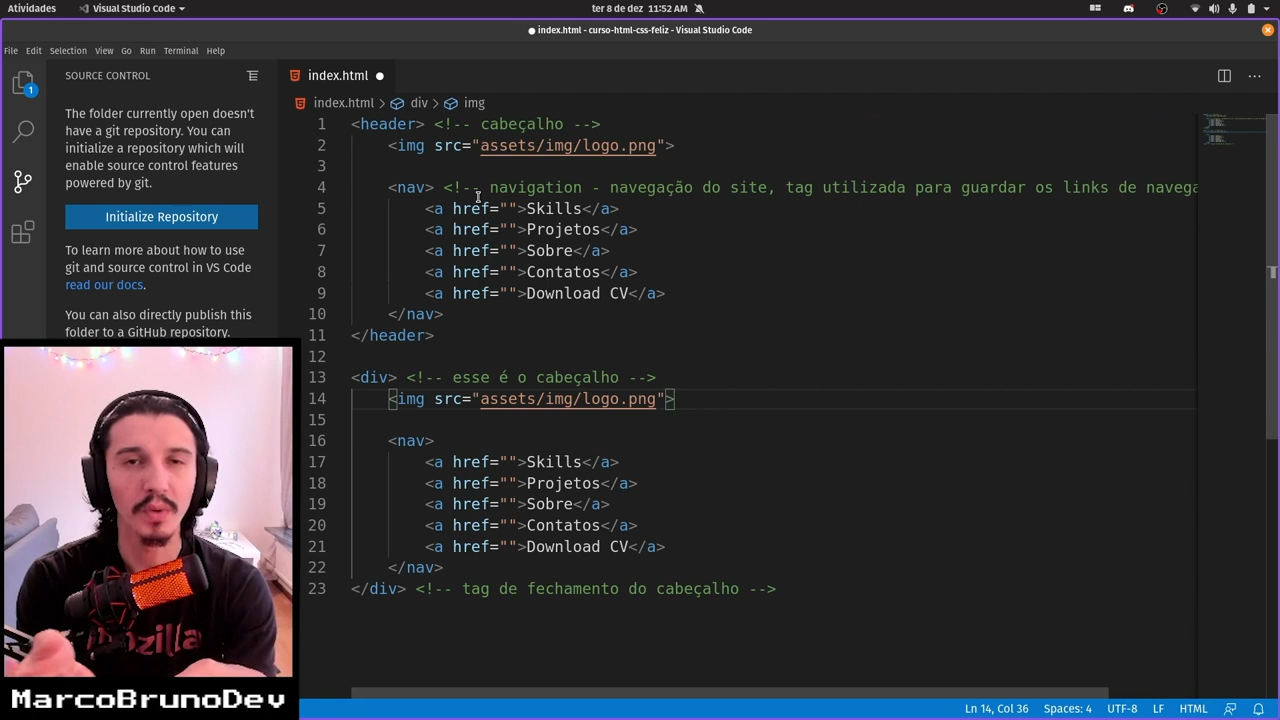 Atividades
Visual Studio Code
ter 8 de dez 11:52 AM
index.html - curso-html-css-feliz - Visual Studio Code
File Edit Selection View Go Run Terminal Help
SOURCE CONTROL
index.html
1
index.html > div > img
The folder currently open doesn't
have a git repository. You can
initialize a repository which will
enable source control features
powered by git.
Initialize Repository
To learn more about how to use
git and source control in VS Code
read our docs.
You can also directly publish this
folder to a GitHub repository.
1 <header> <!-- cabeçalho -->
2 <img src="assets/img/logo.png">
3
4 <nav> <!-- navigation - navegação do site, tag utilizada para guardar os links de navega
5 <a href="">Skills</a>
6 <a href="">Projetos</a>
7 <a href="">Sobre</a>
8 <a href="">Contatos</a>
9 <a href="">Download CV</a>
10 </nav>
11 </header>
12
13 <div> <!-- esse é o cabeçalho -->
14 <img src="assets/img/logo.png">
15
16 <nav>
17 <a href="">Skills</a>
18 <a href="">Projetos</a>
19 <a href="">Sobre</a>
20 <a href="">Contatos</a>
21 <a href="">Download CV</a>
22 </nav>
23 </div> <!-- tag de fechamento do cabeçalho -->
mozilla
MarcoBrunoDev
Ln 14, Col 36 Spaces: 4 UTF-8 LF HTML